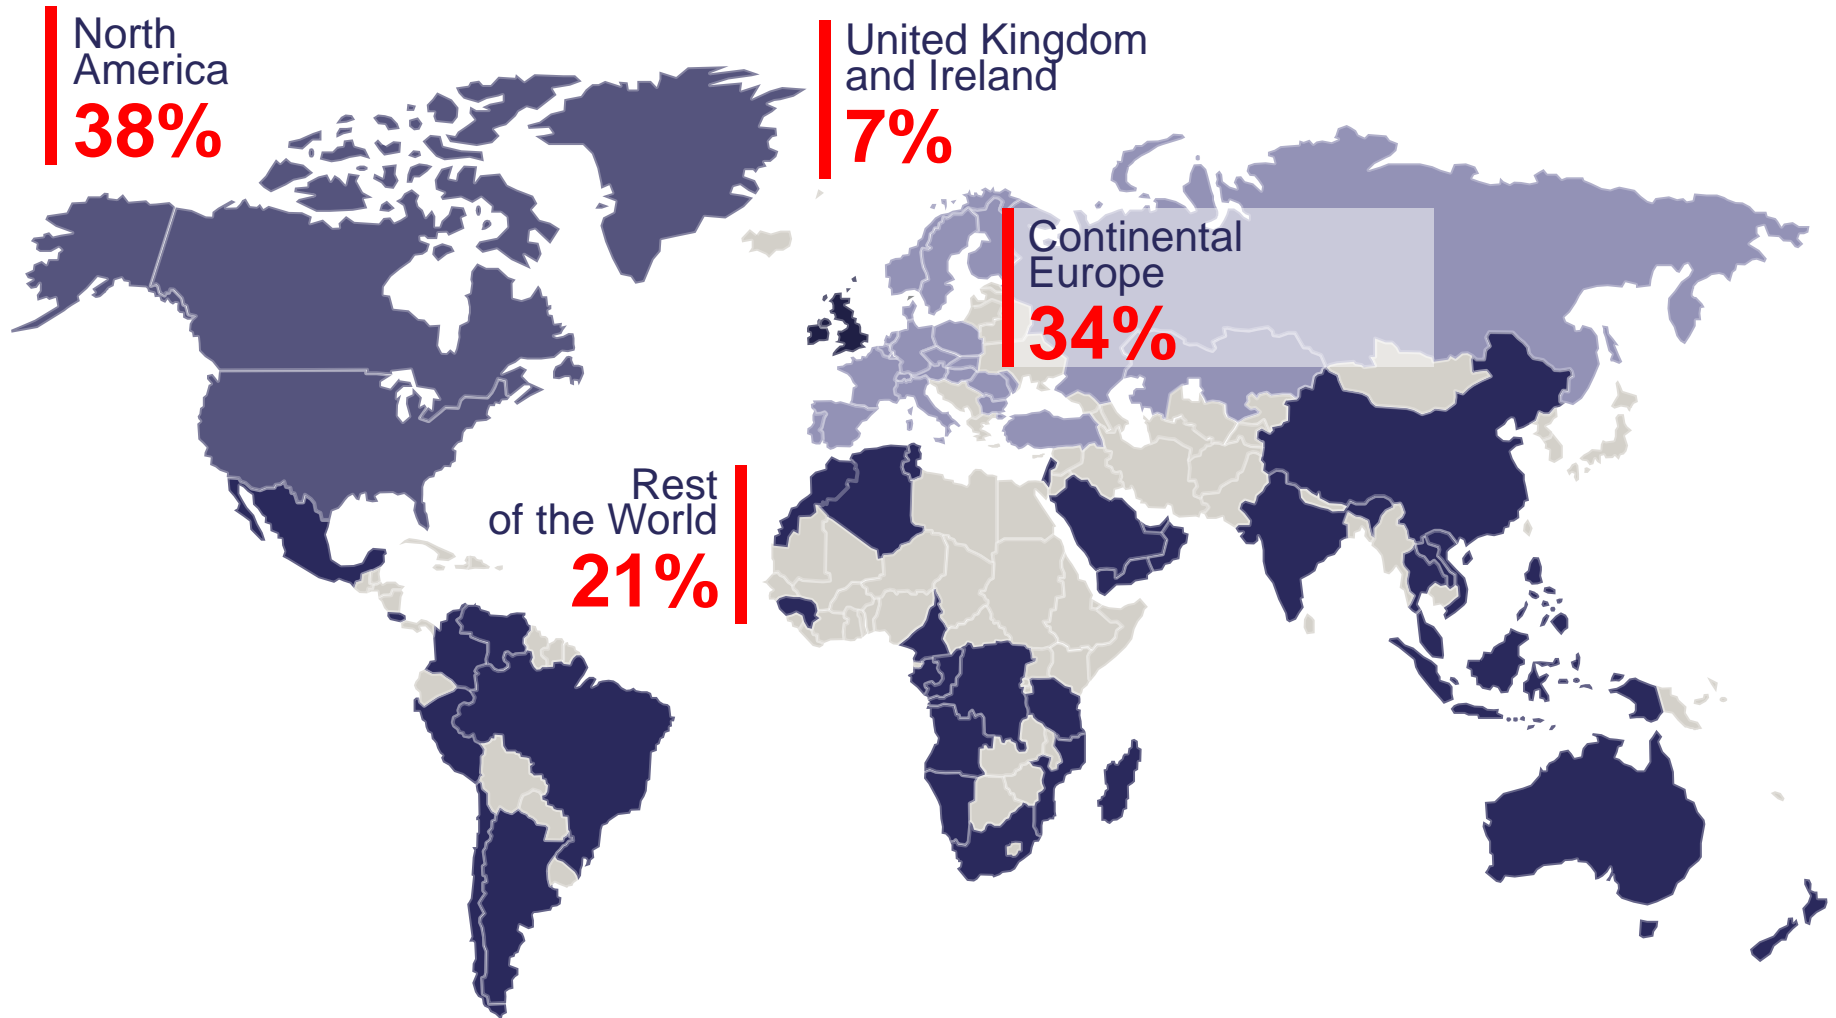 North
America
38%
United Kingdom
and Ireland
7%
Continental
Europe
34%
Rest
of the World
21%